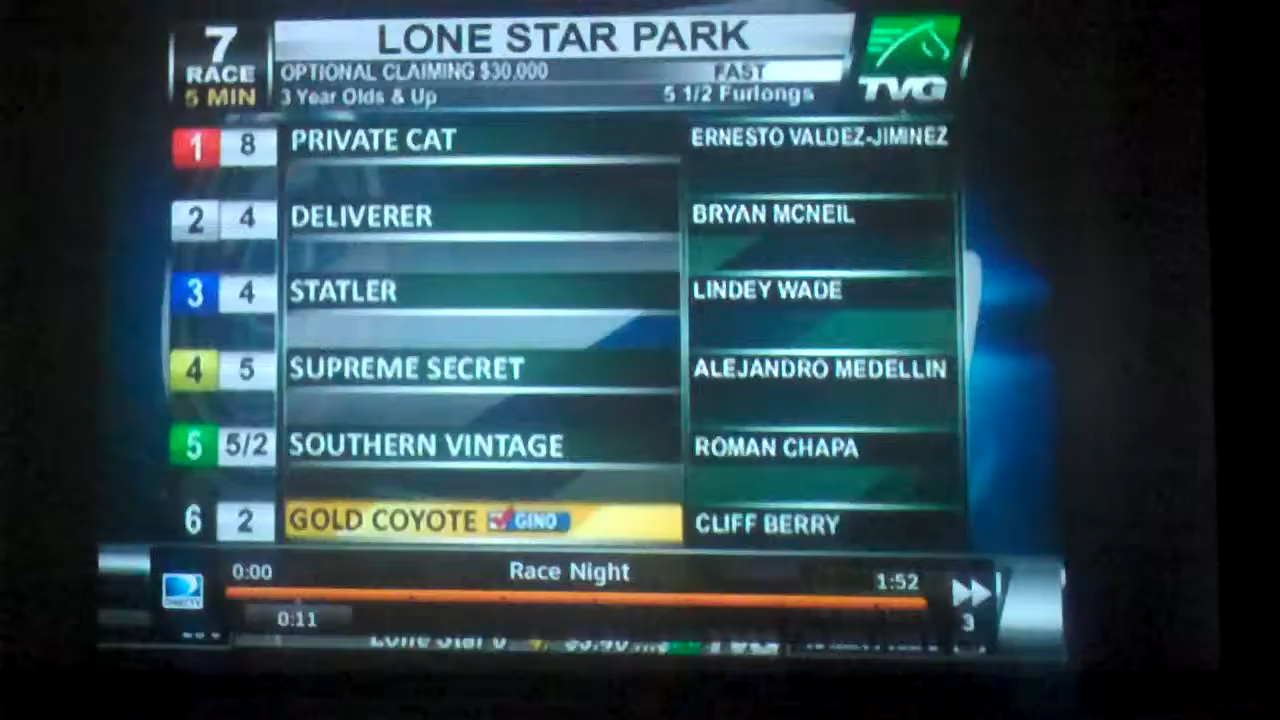 7 LONE STAR PARK
RACE OPTIONAL CLAIMING $30,000 FAST
5 MIN 3 Year Olds & Up 5 1/2 Furlongs TVG
1 8 PRIVATE CAT ERNESTO VALDEZ-JIMINEZ
2 4 DELIVERER BRYAN MCNEIL
3 4 STATLER LINDEY WADE
4 5 SUPREME SECRET ALEJANDRO MEDELLIN
5 5/2 SOUTHERN VINTAGE ROMAN CHAPA
6 2 GOLD COYOTE GINO CLIFF BERRY
0:00 Race Night 1:52
DIRECTV
0:11 3
Lone Star